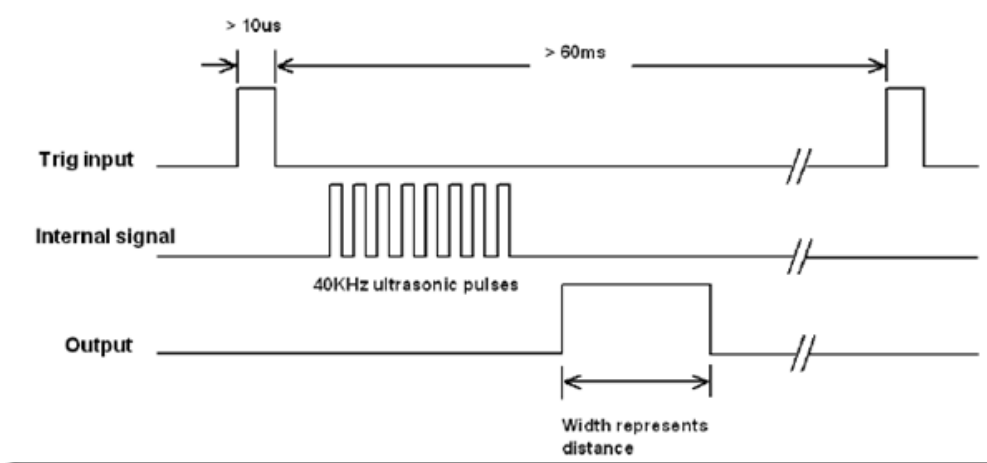 > 10us
> 60ms
Trig input
Internal signal
40KHz ultrasonic pulses
Output
Width represents
distance